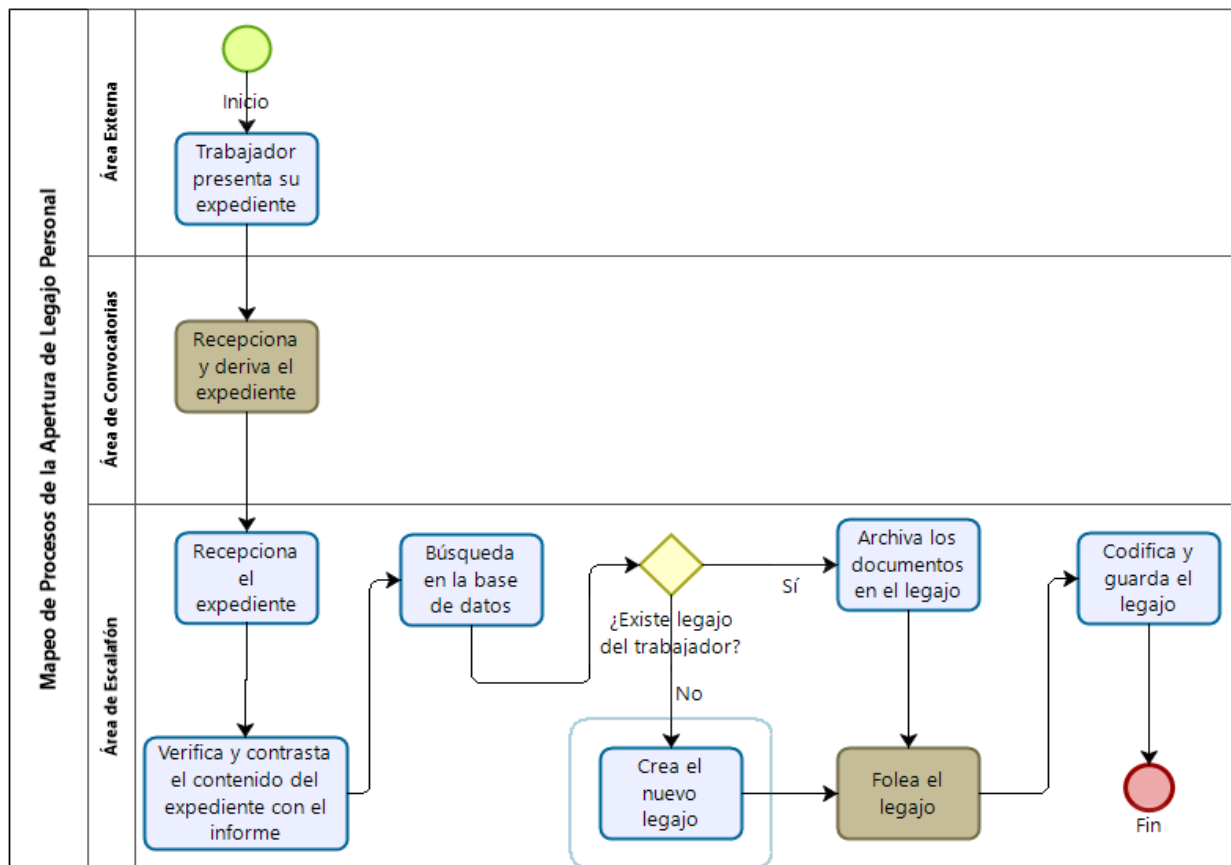 Mapeo de Procesos de la Apertura de Legajo Personal
Área Externa
Inicio
Trabajador
presenta su
expediente
Área de Convocatorias
Recepciona
y deriva el
expediente
Área de Escalafón
Recepciona
el
expediente
Verifica y contrasta
el contenido del
expediente con el
informe
Búsqueda
en la base
de datos
¿Existe legajo
del trabajador?
Sí
No
Archiva los
documentos
en el legajo
Crea el
nuevo
legajo
Folea el
legajo
Codifica y
guarda el
legajo
Fin